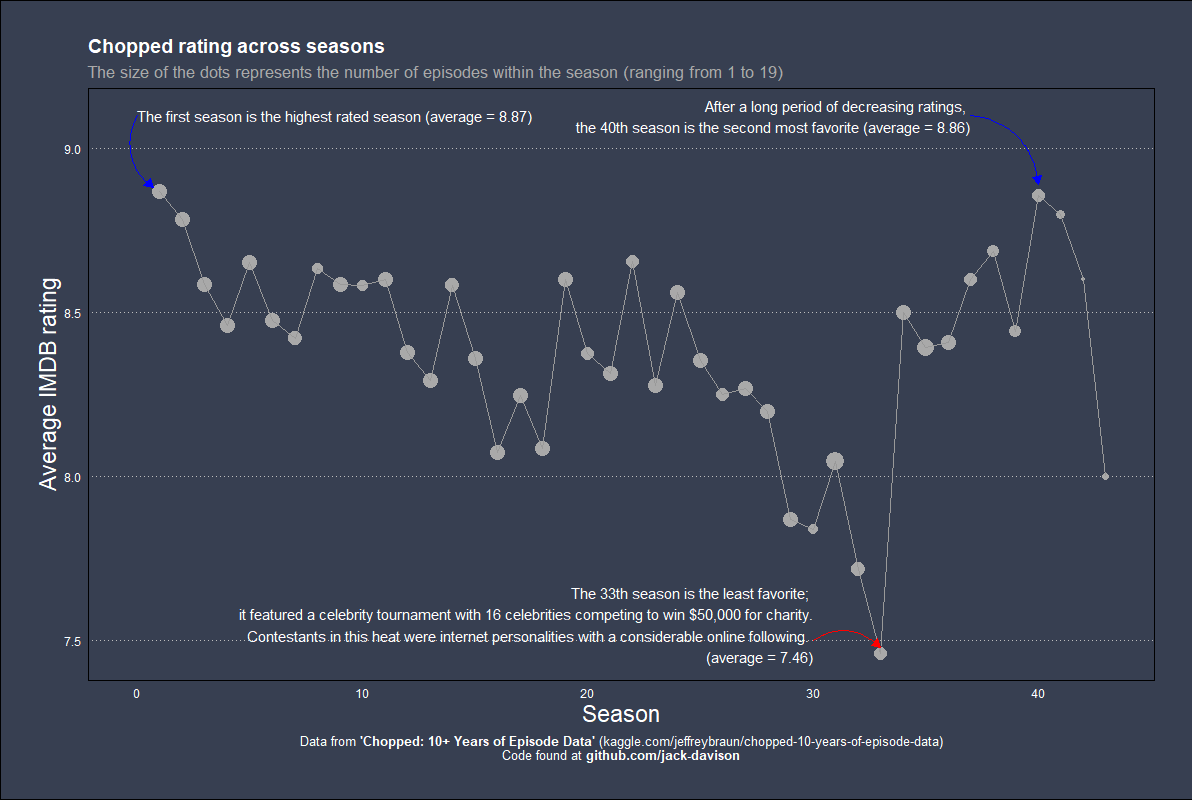 Chopped rating across seasons
The size of the dots represents the number of episodes within the season (ranging from 1 to 19)
The first season is the highest rated season (average = 8.87)
After a long period of decreasing ratings,
the 40th season is the second most favorite (average = 8.86)
9.0
8.5
8.0
7.5
Average IMDB rating
The 33th season is the least favorite;
it featured a celebrity tournament with 16 celebrities competing to win $50,000 for charity.
Contestants in this heat were internet personalities with a considerable online following.
(average = 7.46)
0 10 20 30 40
Season
Data from 'Chopped: 10+ Years of Episode Data' (kaggle.com/jeffreybraun/chopped-10-years-of-episode-data)
Code found at github.com/jack-davison